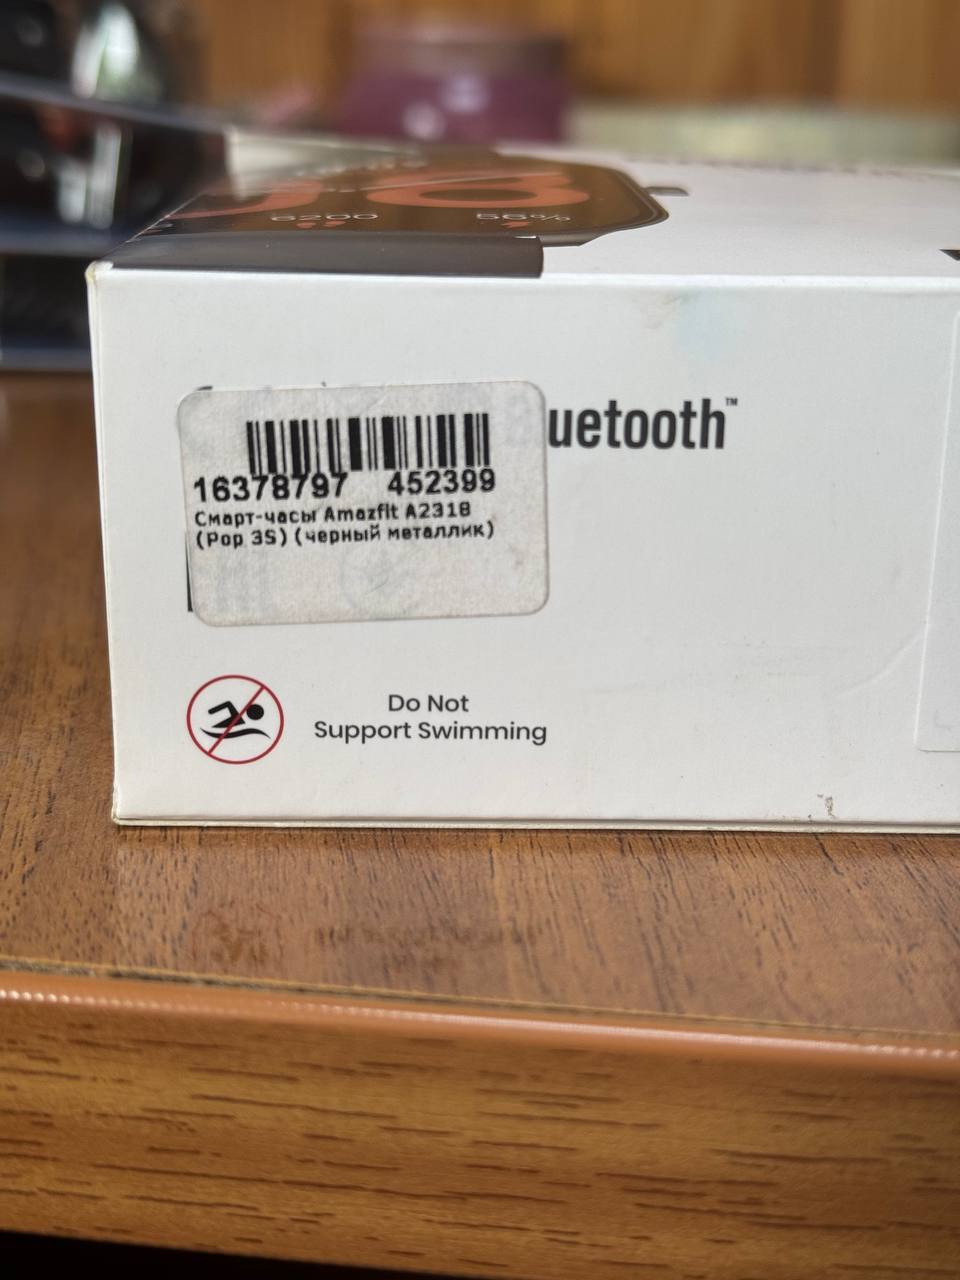 6200 56%
uetooth™
16378797 452399
Смарт-часы Amazfit A2318
(Pop 3S) (черный металлик)
Do Not
Support Swimming